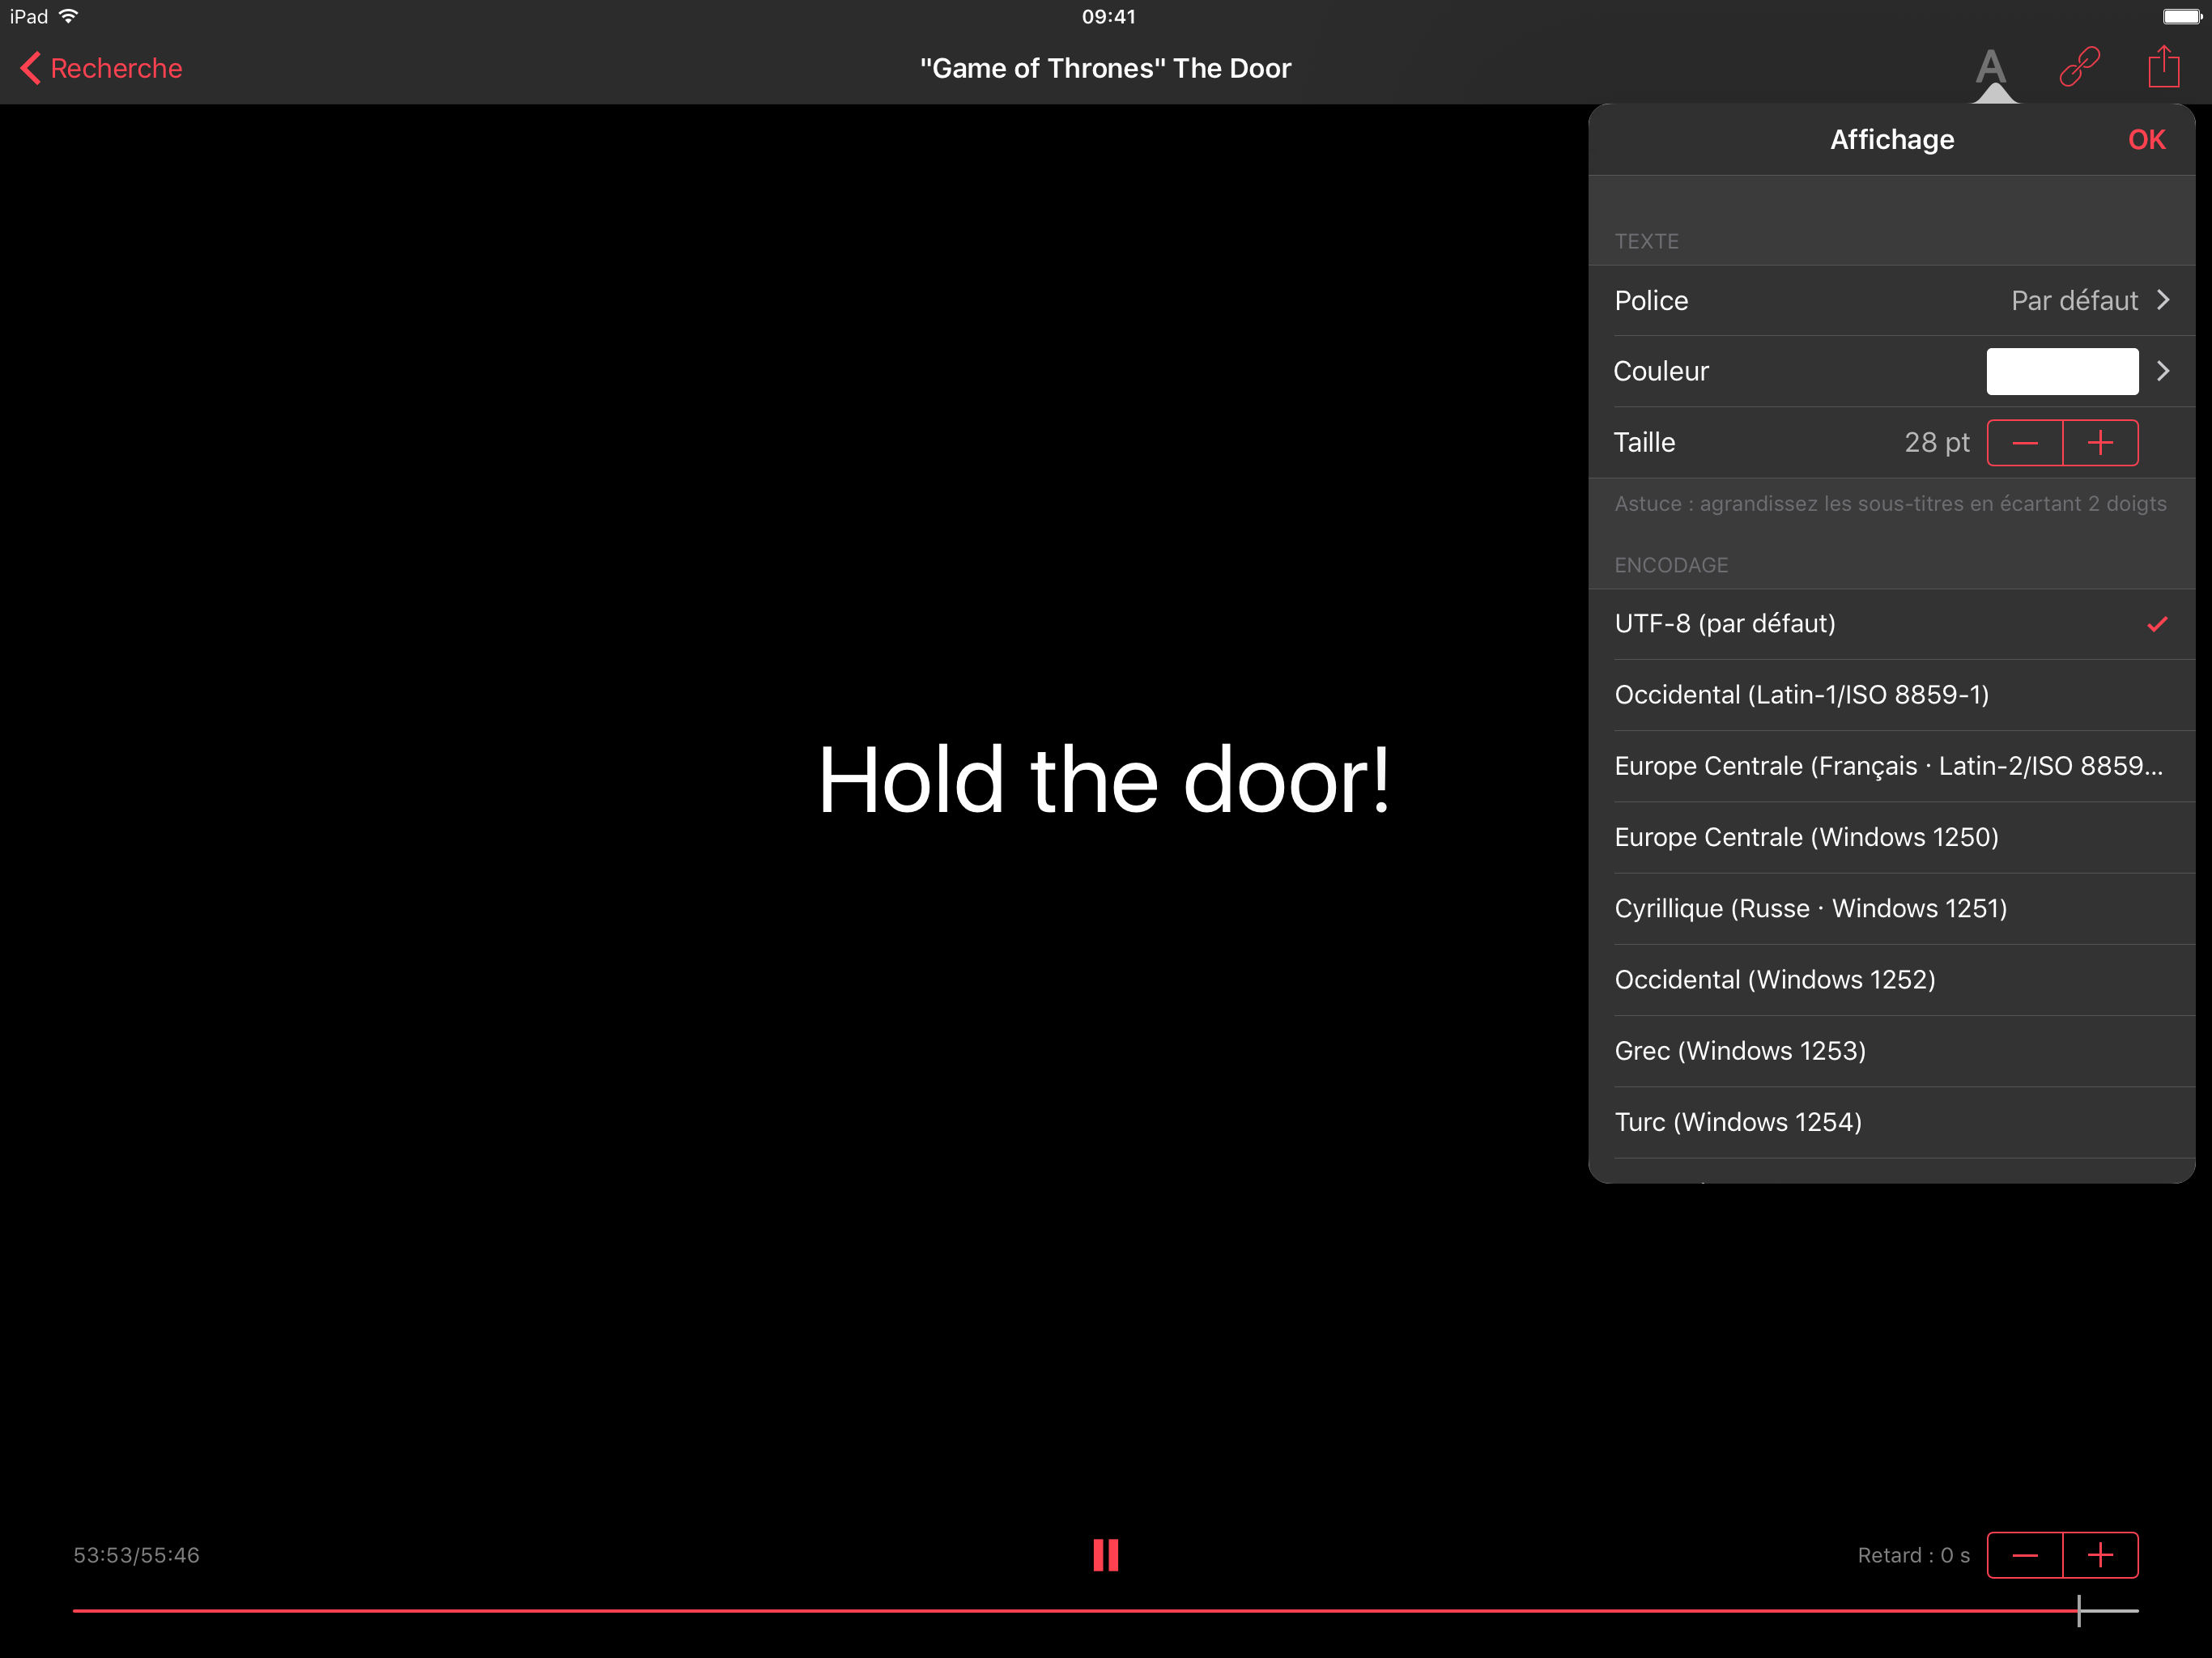 iPad 09:41
Recherche "Game of Thrones" The Door A
Affichage OK
TEXTE
Police Par défaut
Couleur
Taille 28 pt
Astuce : agrandissez les sous-titres en écartant 2 doigts
ENCODAGE
UTF-8 (par défaut)
Occidental (Latin-1/ISO 8859-1)
Europe Centrale (Français · Latin-2/ISO 8859...
Hold the door!
Europe Centrale (Windows 1250)
Cyrillique (Russe · Windows 1251)
Occidental (Windows 1252)
Grec (Windows 1253)
Turc (Windows 1254)
53:53/55:46 Retard : 0 s